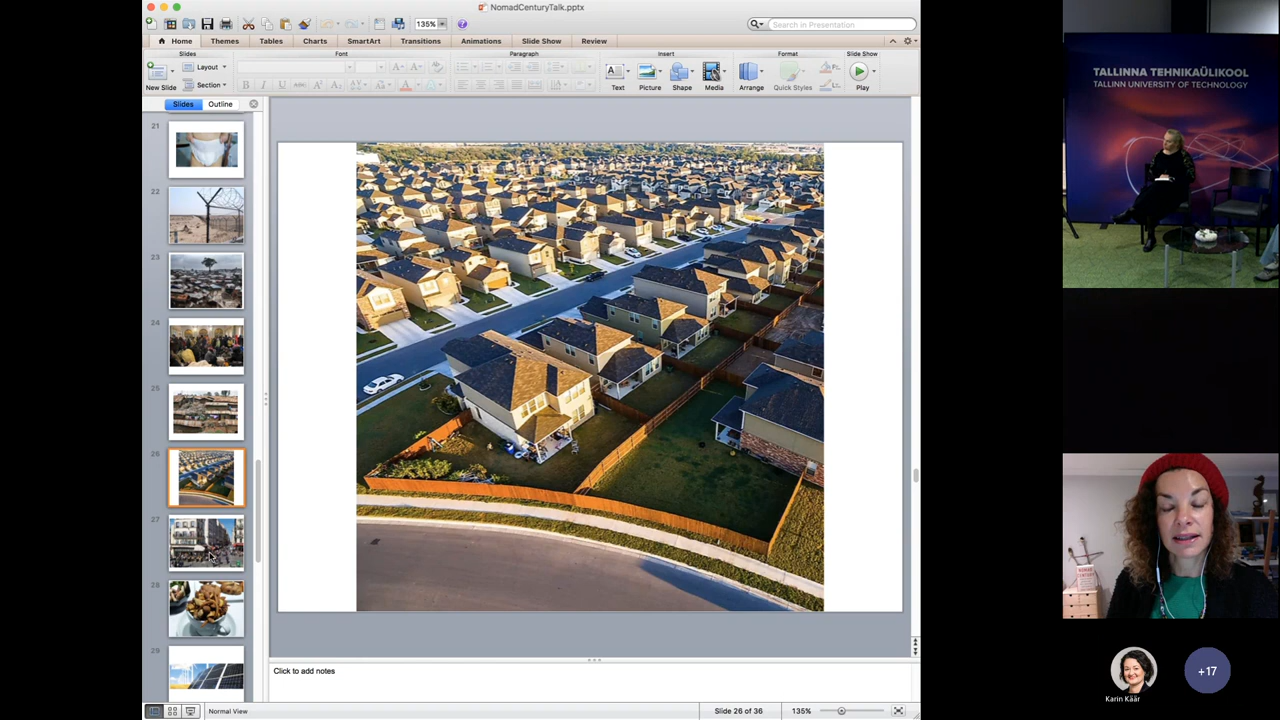 NomadCenturyTalk.pptx
135%
Search in Presentation
Home
Themes
Tables
Charts
SmartArt
Transitions
Animations
Slide Show
Review
Slides
Font
Paragraph
Insert
Format
Slide Show
New Slide
Layout
Section
Text
Picture
Shape
Media
Arrange
Quick Styles
Play
Slides
Outline
21
22
23
24
25
26
27
28
29
Click to add notes
Normal View
Slide 26 of 36
135%
TALLINNA TEHNIKAÜLIKOOL
TALLINN UNIVERSITY OF TECHNOLOGY
NOMAD
CENTURY
Karin Käär
+17